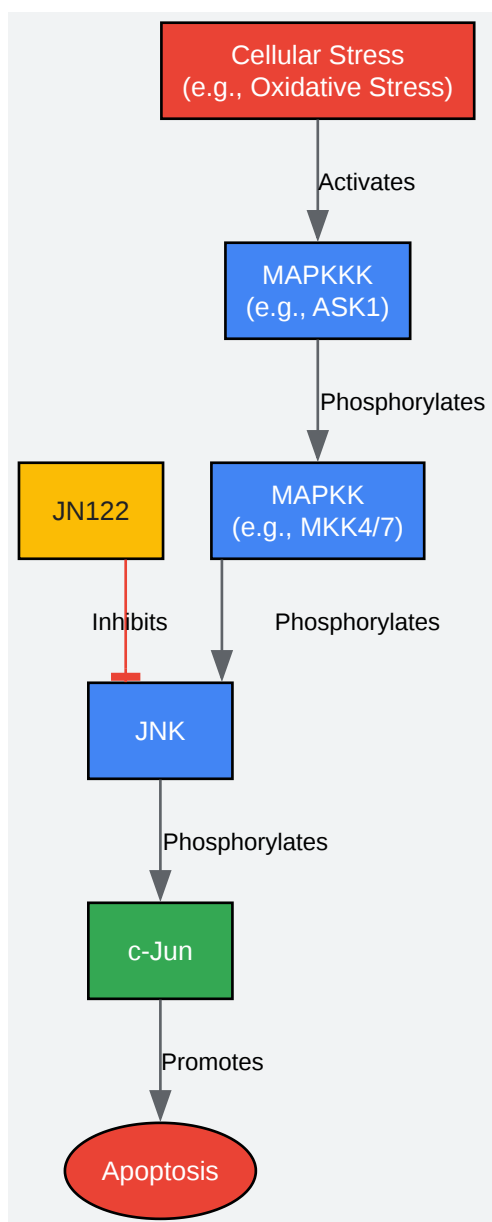 Cellular Stress
(e.g., Oxidative Stress)
Activates
MAPKKK
(e.g., ASK1)
Phosphorylates
JN122
MAPKK
(e.g., MKK4/7)
Inhibits
Phosphorylates
JNK
Phosphorylates
c-Jun
Promotes
Apoptosis